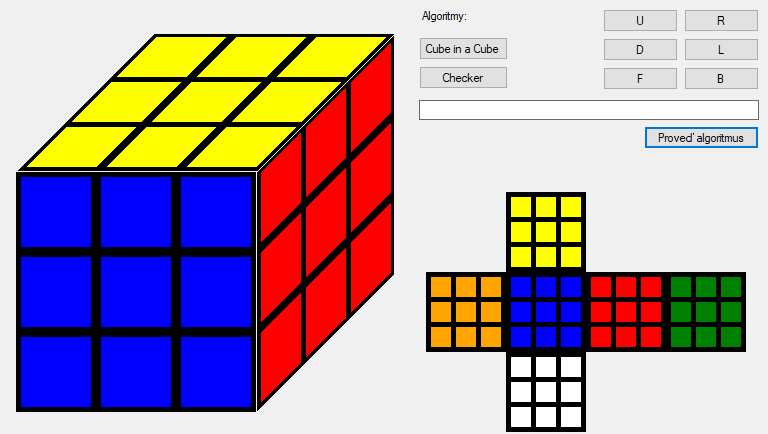 Algoritmy:
U
R
Cube in a Cube
D
L
Checker
F
B
Proveď algoritmus